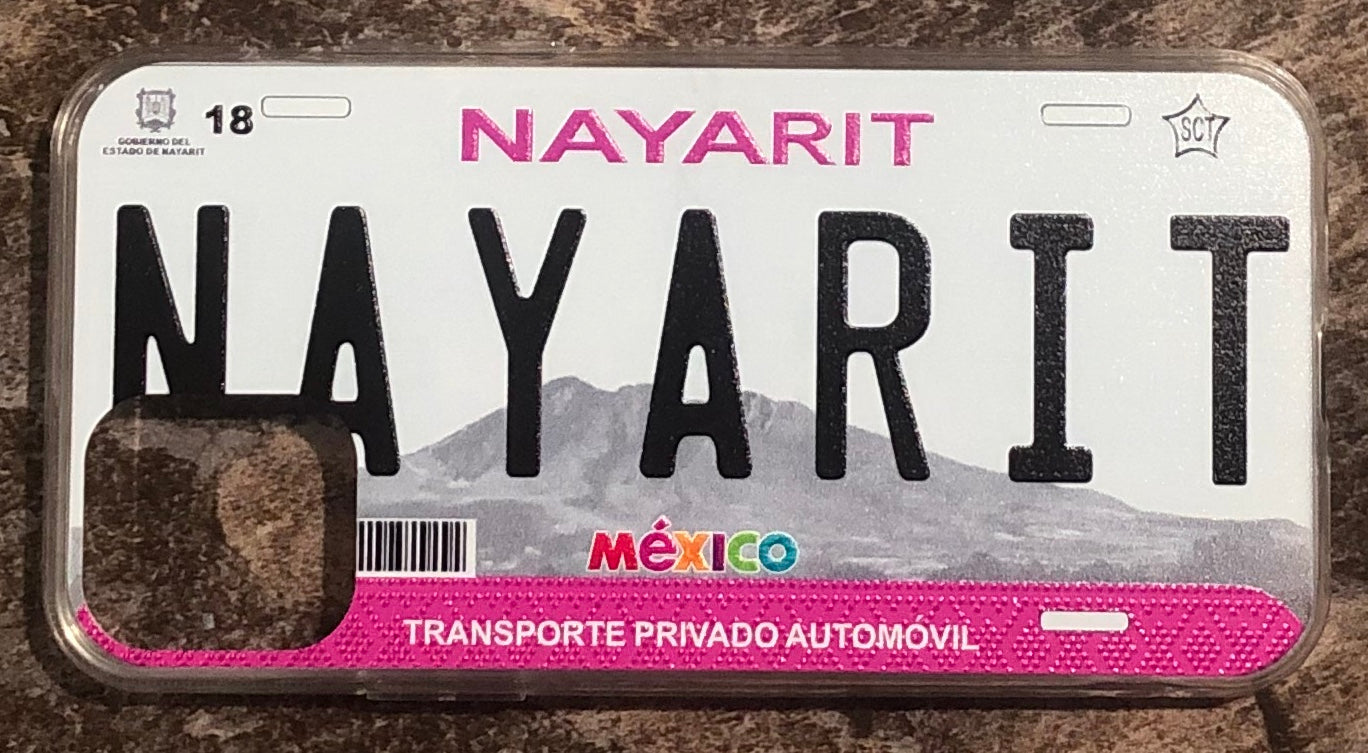 GOBIERNO DEL
ESTADO DE NAYARIT
18
NAYARIT
SCT
NAYARIT
MéXICO
TRANSPORTE PRIVADO AUTOMÓVIL